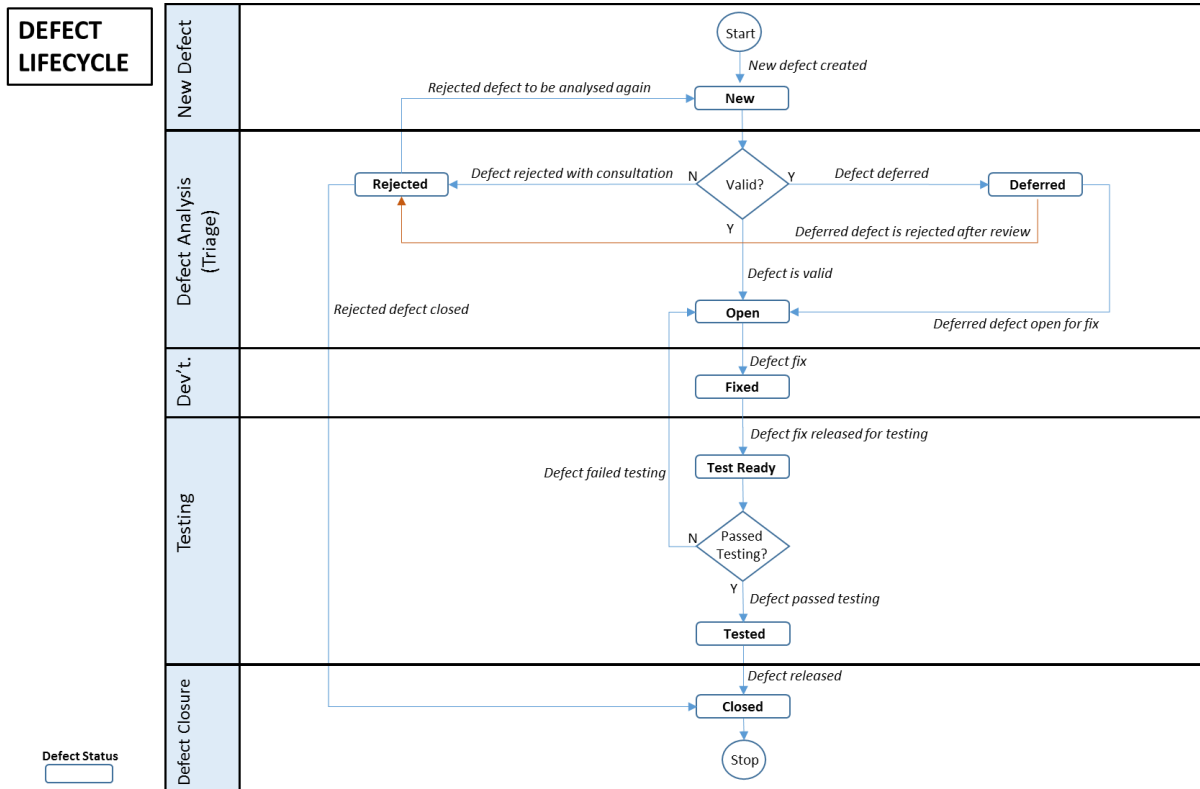 DEFECT
LIFECYCLE
New Defect
Start
New defect created
Rejected defect to be analysed again
New
Defect Analysis
(Triage)
Rejected
Defect rejected with consultation
N
Valid?
Y
Defect deferred
Deferred
Y
Deferred defect is rejected after review
Defect is valid
Rejected defect closed
Open
Deferred defect open for fix
Dev't.
Defect fix
Fixed
Testing
Defect fix released for testing
Defect failed testing
Test Ready
N
Passed
Testing?
Y
Defect passed testing
Tested
Defect Closure
Defect released
Closed
Stop
Defect Status